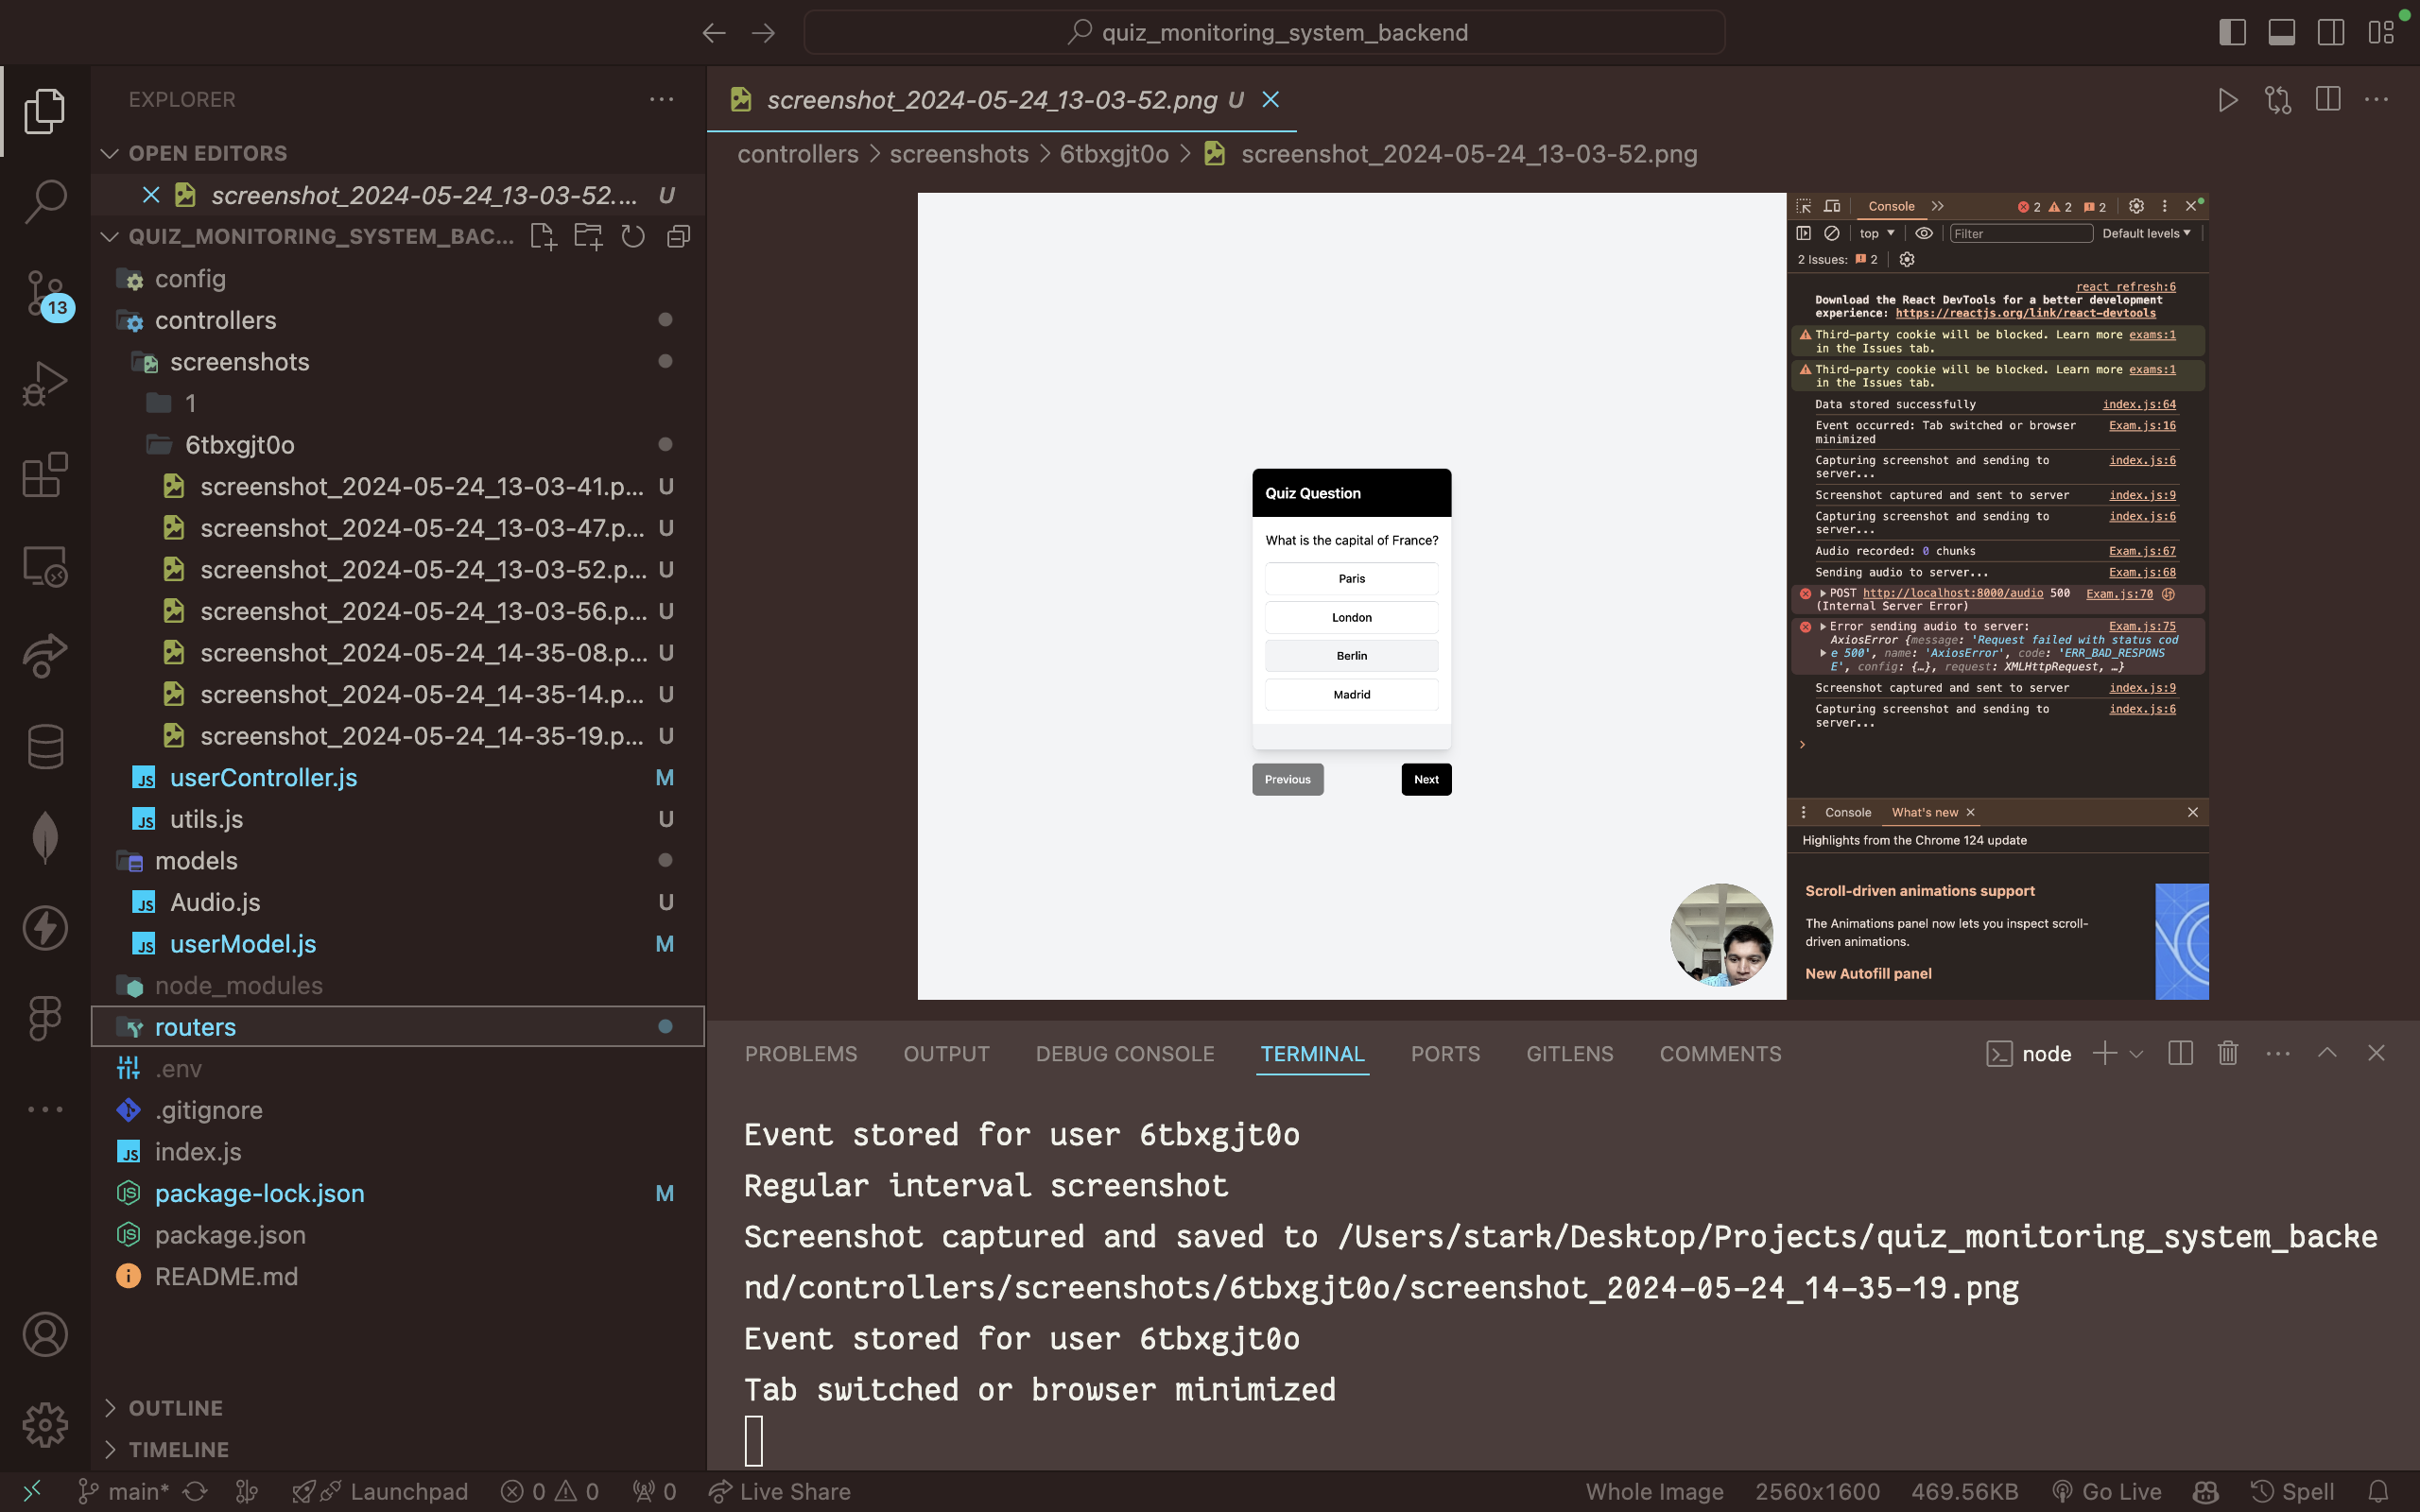 quiz_monitoring_system_backend
EXPLORER
OPEN EDITORS
screenshot_2024-05-24_13-03-52.... U
QUIZ_MONITORING_SYSTEM_BAC...
config
controllers
screenshots
1
6tbxgjt0o
screenshot_2024-05-24_13-03-41.p... U
screenshot_2024-05-24_13-03-47.p... U
screenshot_2024-05-24_13-03-52.p... U
screenshot_2024-05-24_13-03-56.p... U
screenshot_2024-05-24_14-35-08.p... U
screenshot_2024-05-24_14-35-14.p... U
screenshot_2024-05-24_14-35-19.p... U
JS userController.js M
JS utils.js U
models
JS Audio.js U
JS userModel.js M
node_modules
routers
.env
.gitignore
JS index.js
package-lock.json M
package.json
README.md
OUTLINE
TIMELINE
13
screenshot_2024-05-24_13-03-52.png U
controllers > screenshots > 6tbxgjt0o > screenshot_2024-05-24_13-03-52.png
Quiz Question
What is the capital of France?
Paris
London
Berlin
Madrid
Previous
Next
Console
2 2 2
top
Filter
Default levels
2 Issues: 2
react refresh:6
Download the React DevTools for a better development
experience: https://reactjs.org/link/react-devtools
Third-party cookie will be blocked. Learn more exams:1
in the Issues tab.
Third-party cookie will be blocked. Learn more exams:1
in the Issues tab.
Data stored successfully index.js:64
Event occurred: Tab switched or browser Exam.js:16
minimized
Capturing screenshot and sending to index.js:6
server...
Screenshot captured and sent to server index.js:9
Capturing screenshot and sending to index.js:6
server...
Audio recorded: 0 chunks Exam.js:67
Sending audio to server... Exam.js:68
POST http://localhost:8000/audio 500 Exam.js:70
(Internal Server Error)
Error sending audio to server: Exam.js:75
AxiosError {message: 'Request failed with status cod
e 500', name: 'AxiosError', code: 'ERR_BAD_RESPONS
E', config: {…}, request: XMLHttpRequest, …}
Screenshot captured and sent to server index.js:9
Capturing screenshot and sending to index.js:6
server...
Console
What's new
Highlights from the Chrome 124 update
Scroll-driven animations support
The Animations panel now lets you inspect scroll-
driven animations.
New Autofill panel
PROBLEMS OUTPUT DEBUG CONSOLE TERMINAL PORTS GITLENS COMMENTS
node
Event stored for user 6tbxgjt0o
Regular interval screenshot
Screenshot captured and saved to /Users/stark/Desktop/Projects/quiz_monitoring_system_backe
nd/controllers/screenshots/6tbxgjt0o/screenshot_2024-05-24_14-35-19.png
Event stored for user 6tbxgjt0o
Tab switched or browser minimized
main* Launchpad 0 0 0 Live Share Whole Image 2560x1600 469.56KB Go Live Spell